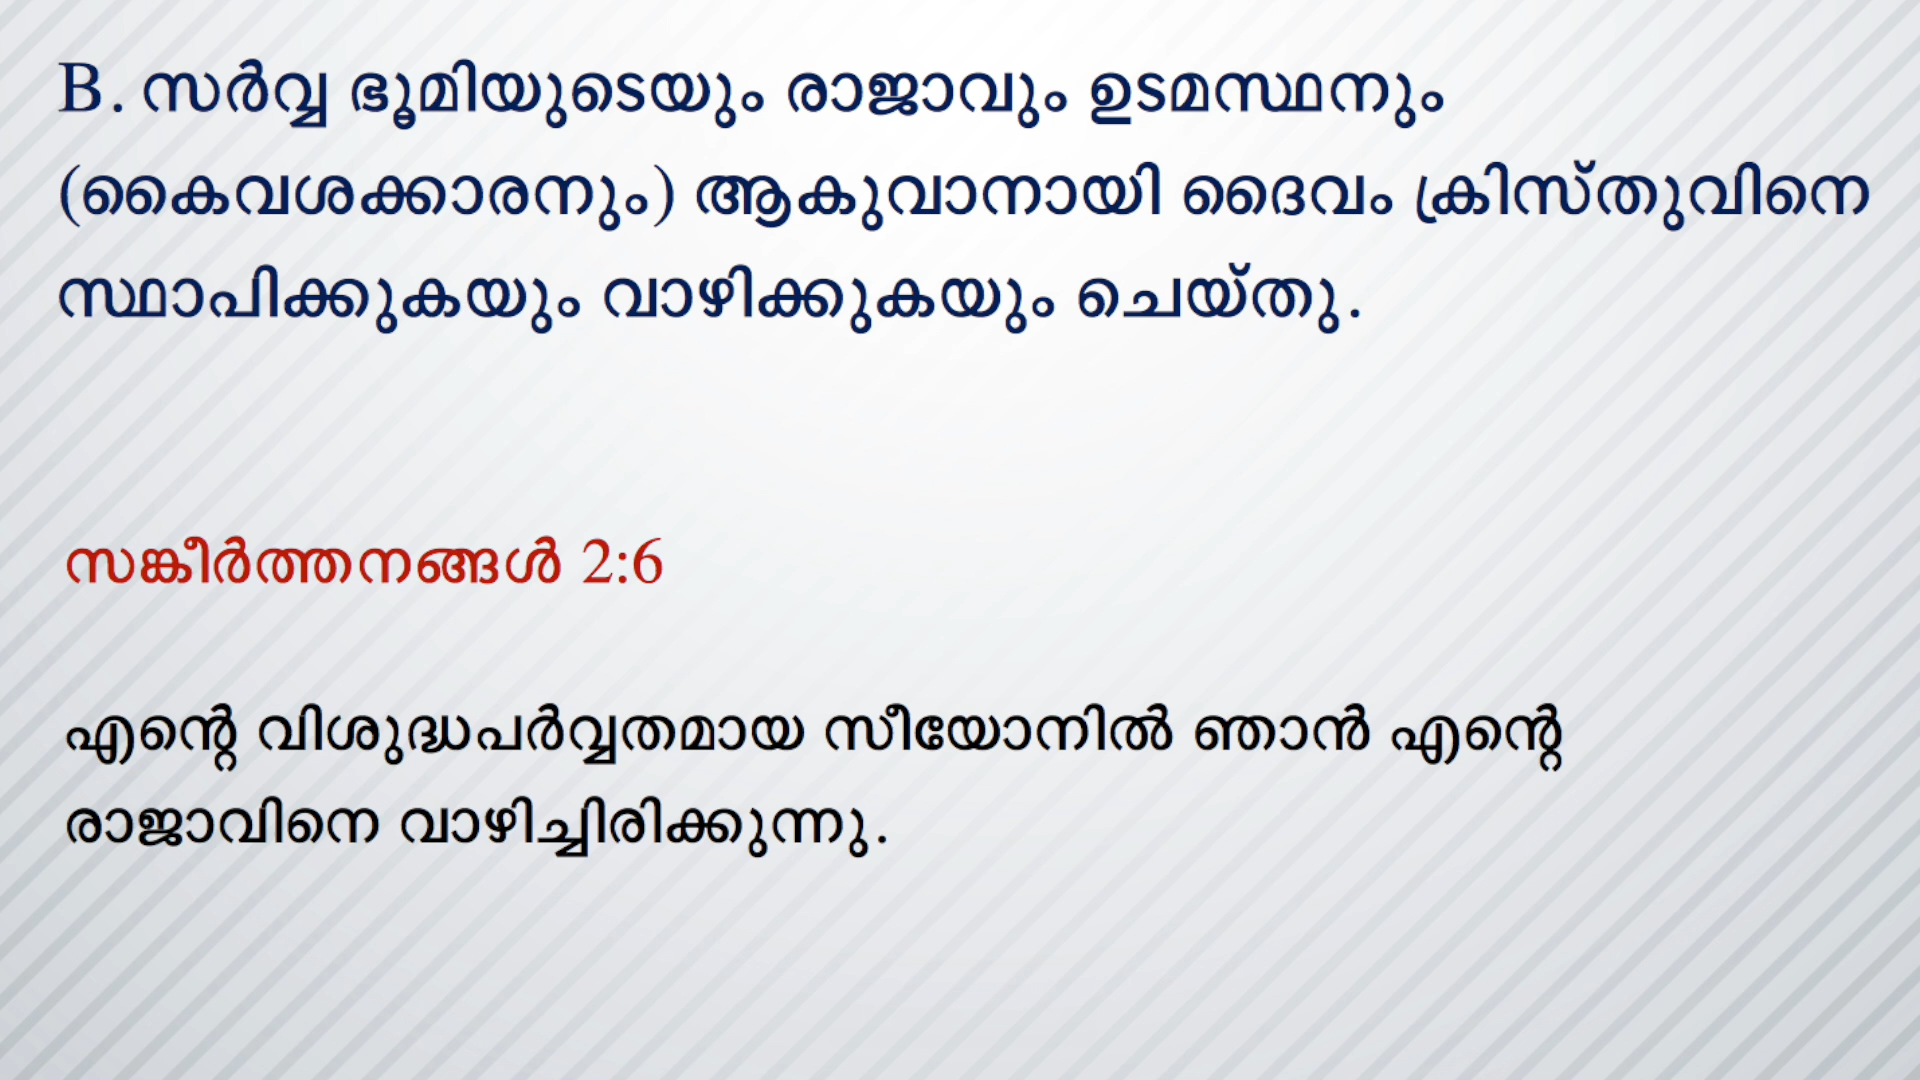 B. സർവ്വ ഭൂമിയുടെയും രാജാവും ഉടമസ്ഥനും
(കൈവശക്കാരനും) ആകുവാനായി ദൈവം ക്രിസ്തുവിനെ
സ്ഥാപിക്കുകയും വാഴിക്കുകയും ചെയ്തു.
സങ്കീർത്തനങ്ങൾ 2:6
എന്റെ വിശുദ്ധപർവ്വതമായ സീയോനിൽ ഞാൻ എന്റെ
രാജാവിനെ വാഴിച്ചിരിക്കുന്നു.